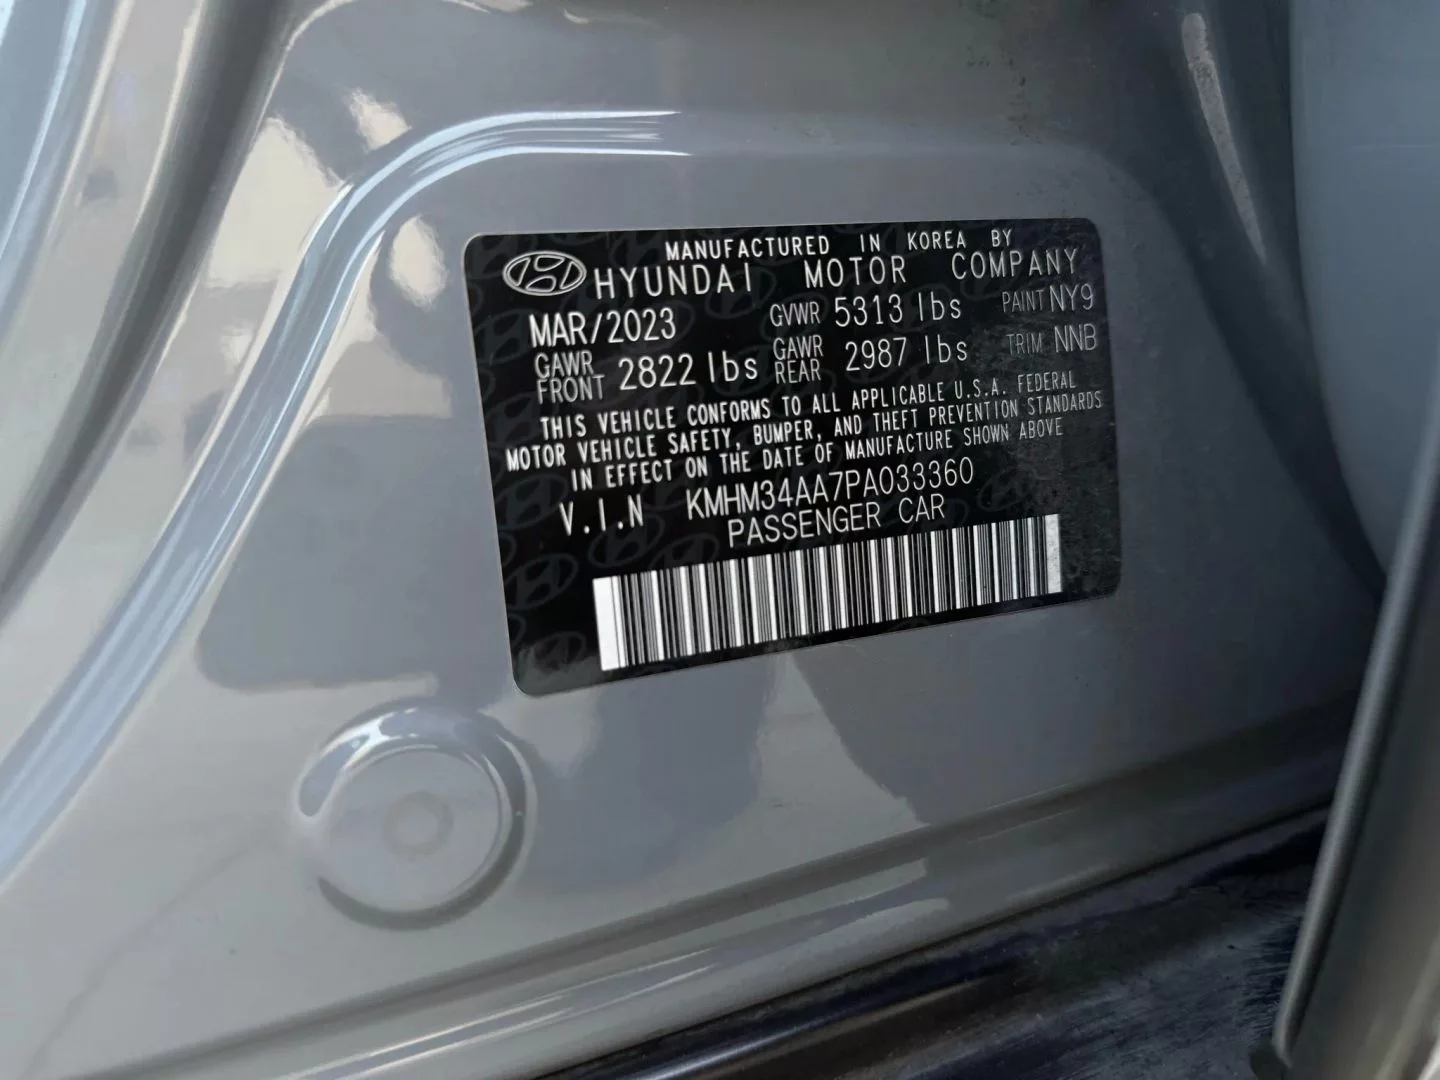 MANUFACTURED IN KOREA BY
HYUNDAI MOTOR COMPANY
MAR/2023 GVWR 5313 lbs PAINT NY9
GAWR FRONT 2822 lbs GAWR REAR 2987 lbs TRIM NNB
THIS VEHICLE CONFORMS TO ALL APPLICABLE U.S.A. FEDERAL
MOTOR VEHICLE SAFETY, BUMPER, AND THEFT PREVENTION STANDARDS
IN EFFECT ON THE DATE OF MANUFACTURE SHOWN ABOVE
V.I.N KMHM34AA7PA033360
PASSENGER CAR